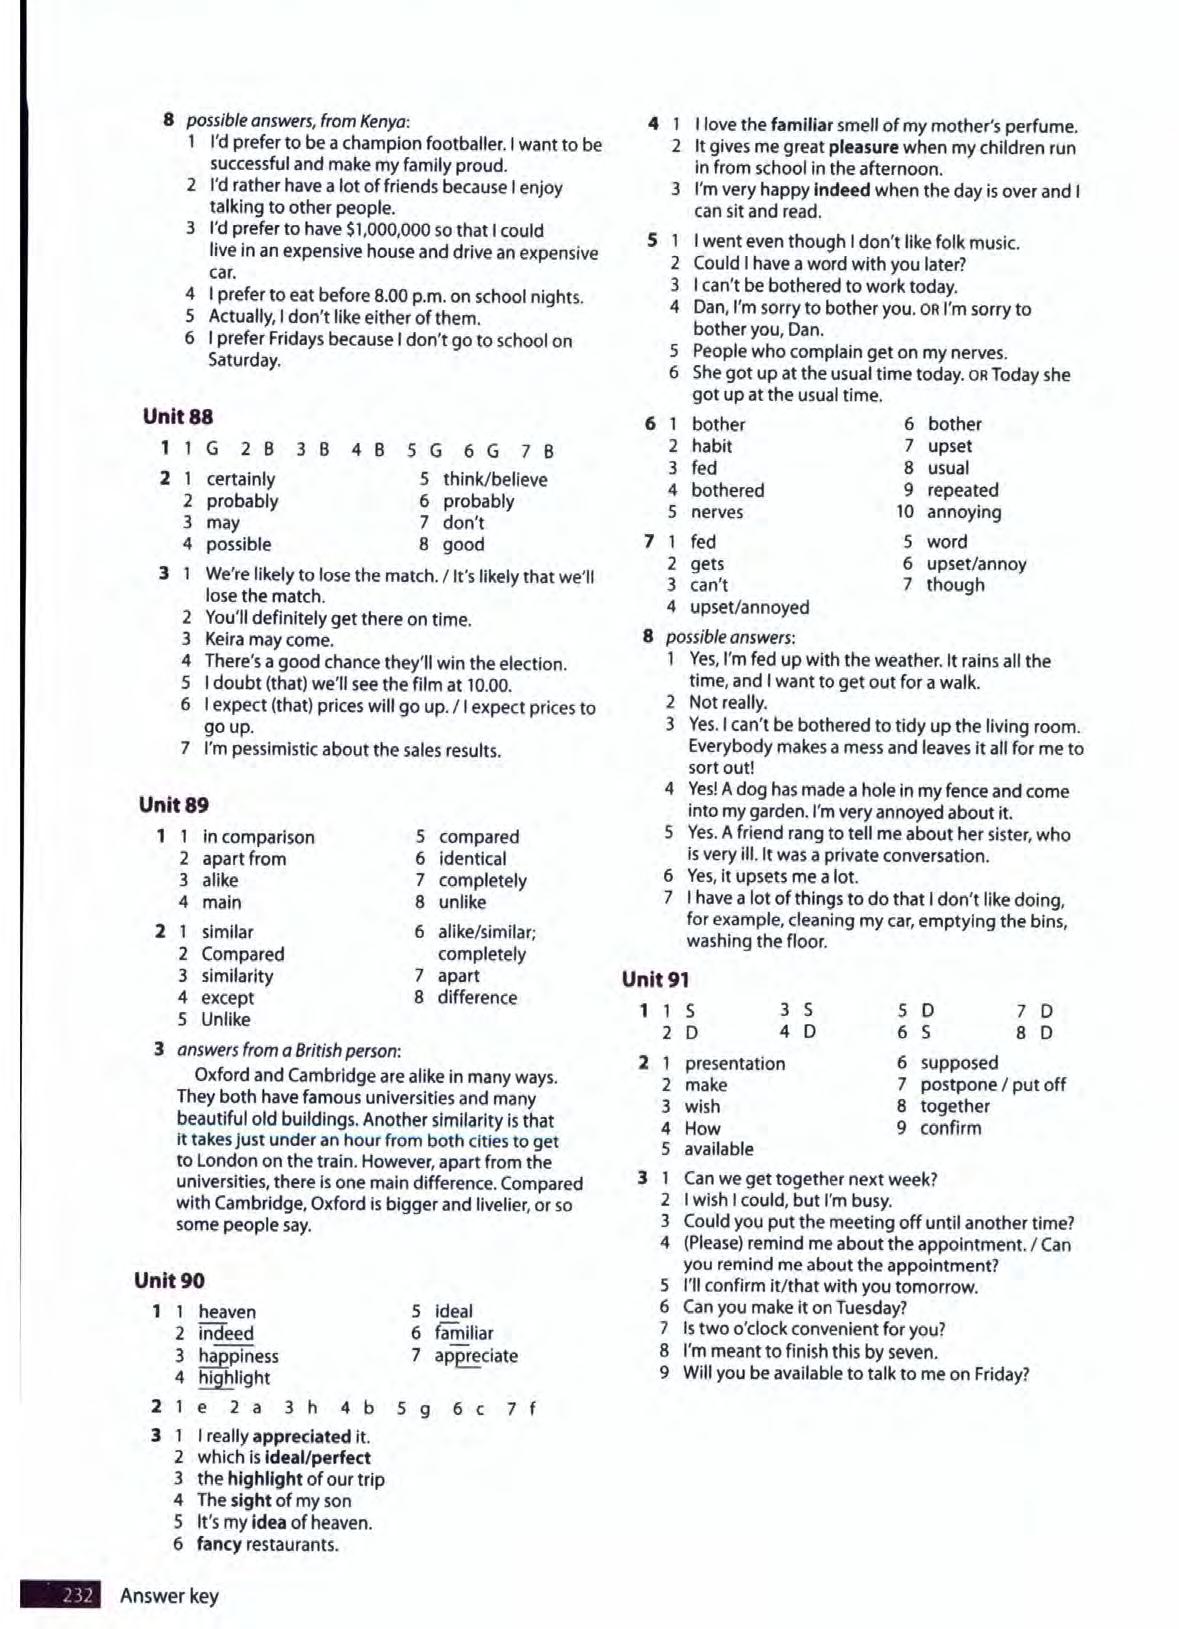 8 possible answers, from Kenya:
1 I'd prefer to be a champion footballer. I want to be
successful and make my family proud.
2 I'd rather have a lot of friends because I enjoy
talking to other people.
3 I'd prefer to have $1,000,000 so that I could
live in an expensive house and drive an expensive
car.
4 I prefer to eat before 8.00 p.m. on school nights.
5 Actually, I don't like either of them.
6 I prefer Fridays because I don't go to school on
Saturday.
Unit 88
1 1 G 2 B 3 B 4 B 5 G 6 G 7 B
2 1 certainly 5 think/believe
2 probably 6 probably
3 may 7 don't
4 possible 8 good
3 1 We're likely to lose the match. / It's likely that we'll
lose the match.
2 You'll definitely get there on time.
3 Keira may come.
4 There's a good chance they'll win the election.
5 I doubt (that) we'll see the film at 10.00.
6 I expect (that) prices will go up. / I expect prices to
go up.
7 I'm pessimistic about the sales results.
Unit 89
1 1 in comparison 5 compared
2 apart from 6 identical
3 alike 7 completely
4 main 8 unlike
2 1 similar 6 alike/similar;
2 Compared completely
3 similarity 7 apart
4 except 8 difference
5 Unlike
3 answers from a British person:
Oxford and Cambridge are alike in many ways.
They both have famous universities and many
beautiful old buildings. Another similarity is that
it takes just under an hour from both cities to get
to London on the train. However, apart from the
universities, there is one main difference. Compared
with Cambridge, Oxford is bigger and livelier, or so
some people say.
Unit 90
1 1 heaven 5 ideal
2 indeed 6 familiar
3 happiness 7 appreciate
4 highlight
2 1 e 2 a 3 h 4 b 5 g 6 c 7 f
3 1 I really appreciated it.
2 which is ideal/perfect
3 the highlight of our trip
4 The sight of my son
5 It's my idea of heaven.
6 fancy restaurants.
4 1 I love the familiar smell of my mother's perfume.
2 It gives me great pleasure when my children run
in from school in the afternoon.
3 I'm very happy indeed when the day is over and I
can sit and read.
5 1 I went even though I don't like folk music.
2 Could I have a word with you later?
3 I can't be bothered to work today.
4 Dan, I'm sorry to bother you. OR I'm sorry to
bother you, Dan.
5 People who complain get on my nerves.
6 She got up at the usual time today. OR Today she
got up at the usual time.
6 1 bother 6 bother
2 habit 7 upset
3 fed 8 usual
4 bothered 9 repeated
5 nerves 10 annoying
7 1 fed 5 word
2 gets 6 upset/annoy
3 can't 7 though
4 upset/annoyed
8 possible answers:
1 Yes, I'm fed up with the weather. It rains all the
time, and I want to get out for a walk.
2 Not really.
3 Yes. I can't be bothered to tidy up the living room.
Everybody makes a mess and leaves it all for me to
sort out!
4 Yes! A dog has made a hole in my fence and come
into my garden. I'm very annoyed about it.
5 Yes. A friend rang to tell me about her sister, who
is very ill. It was a private conversation.
6 Yes, it upsets me a lot.
7 I have a lot of things to do that I don't like doing,
for example, cleaning my car, emptying the bins,
washing the floor.
Unit 91
1 1 S 3 S 5 D 7 D
2 D 4 D 6 S 8 D
2 1 presentation 6 supposed
2 make 7 postpone / put off
3 wish 8 together
4 How 9 confirm
5 available
3 1 Can we get together next week?
2 I wish I could, but I'm busy.
3 Could you put the meeting off until another time?
4 (Please) remind me about the appointment. / Can
you remind me about the appointment?
5 I'll confirm it/that with you tomorrow.
6 Can you make it on Tuesday?
7 Is two o'clock convenient for you?
8 I'm meant to finish this by seven.
9 Will you be available to talk to me on Friday?
232 Answer key